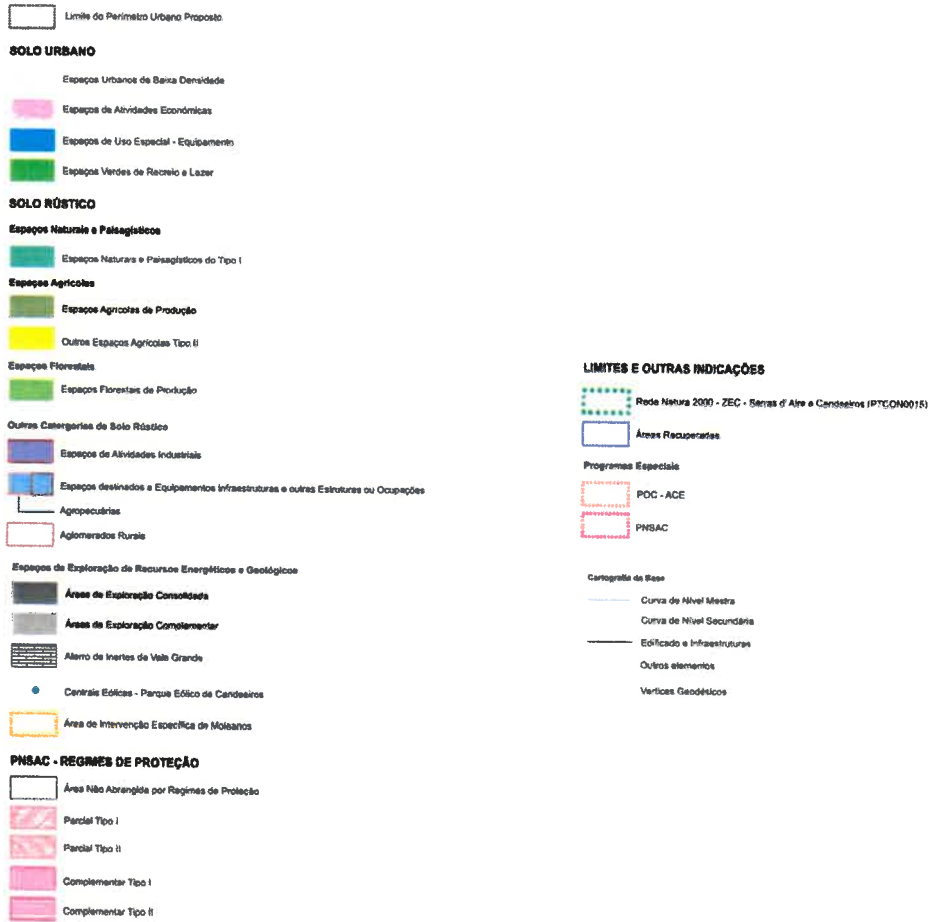 Limite do Perímetro Urbano Proposto
SOLO URBANO
Espaços Urbanos de Baixa Densidade
Espaços de Atividades Económicas
Espaços de Uso Especial - Equipamento
Espaços Verdes de Recreio e Lazer
SOLO RÚSTICO
Espaços Naturais e Paisagísticos
Espaços Naturais e Paisagísticos do Tipo I
Espaços Agrícolas
Espaços Agrícolas de Produção
Outros Espaços Agrícolas Tipo II
Espaços Florestais
Espaços Florestais de Produção
Outras Catergorias de Solo Rústico
Espaços de Atividades Industriais
Espaços destinados a Equipamentos Infraestruturas e outras Estruturas ou Ocupações
Agropecuárias
Aglomerados Rurais
Espaços de Exploração de Recursos Energéticos e Geológicos
Áreas de Exploração Consolidada
Áreas de Exploração Complementar
Aterro de Inertes de Vale Grande
Centrais Eólicas - Parque Eólico de Candeeiros
Área de Intervenção Específica de Moleanos
PNSAC - REGIMES DE PROTEÇÃO
Área Não Abrangida por Regimes de Proteção
Parcial Tipo I
Parcial Tipo II
Complementar Tipo I
Complementar Tipo II
LIMITES E OUTRAS INDICAÇÕES
Rede Natura 2000 - ZEC - Serras d' Aire e Candeeiros (PTCON0015)
Áreas Recuperadas
Programas Especiais
POC - ACE
PNSAC
Cartografia de Base
Curva de Nível Mestra
Curva de Nível Secundária
Edificado e Infraestruturas
Outros elementos
Vertices Geodésicos